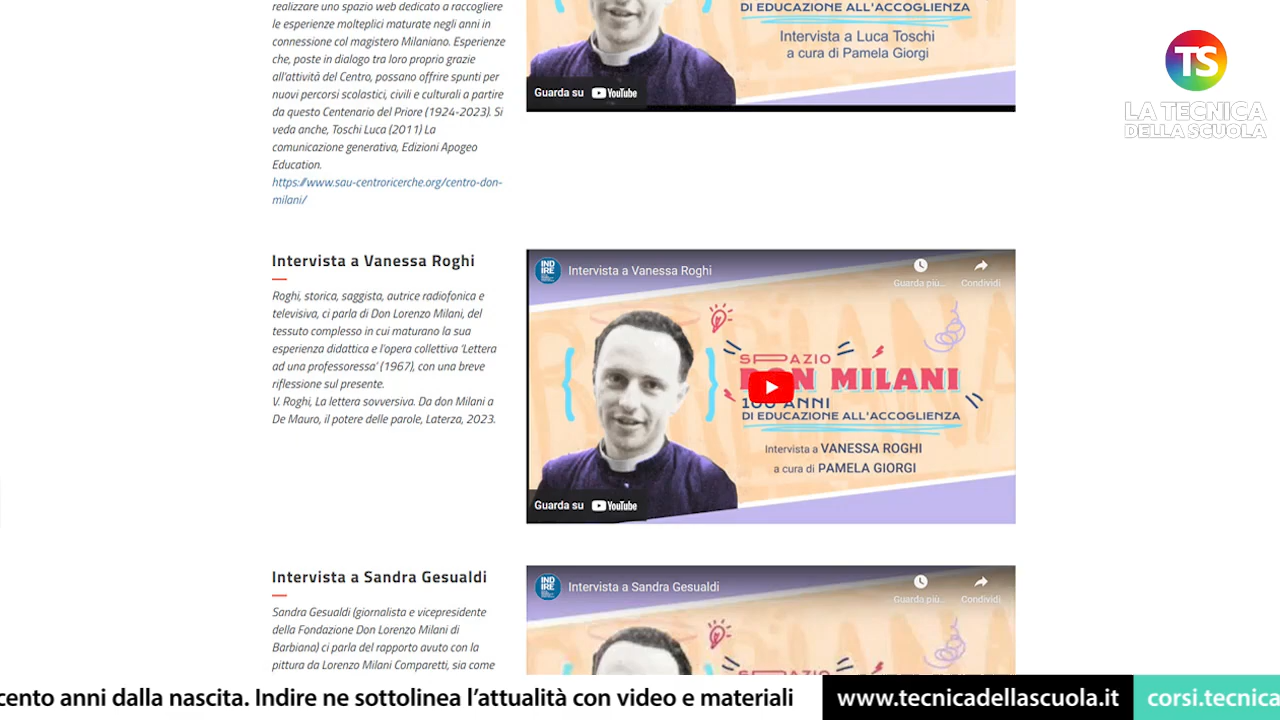 realizzare uno spazio web dedicato a raccogliere
le esperienze molteplici maturate negli anni in
connessione col magistero Milaniano. Esperienze
che, poste in dialogo tra loro proprio grazie
all'attività del Centro, possano offrire spunti per
nuovi percorsi scolastici, civili e culturali a partire
da questo Centenario del Priore (1924-2023). Si
veda anche, Toschi Luca (2011) La
comunicazione generativa, Edizioni Apogeo
Education.
https://www.sau-centroricerche.org/centro-don-
milani/
DI EDUCAZIONE ALL'ACCOGLIENZA
Intervista a Luca Toschi
a cura di Pamela Giorgi
Guarda su YouTube
TS
LA TECNICA
DELLA SCUOLA
Intervista a Vanessa Roghi
Roghi, storica, saggista, autrice radiofonica e
televisiva, ci parla di Don Lorenzo Milani, del
tessuto complesso in cui maturano la sua
esperienza didattica e l'opera collettiva 'Lettera
ad una professoressa' (1967), con una breve
riflessione sul presente.
V. Roghi, La lettera sovversiva. Da don Milani a
De Mauro, il potere delle parole, Laterza, 2023.
IND
IRE
Intervista a Vanessa Roghi
Guarda più...
Condividi
SPAZIO
DON MILANI
100 ANNI
DI EDUCAZIONE ALL'ACCOGLIENZA
Intervista a VANESSA ROGHI
a cura di PAMELA GIORGI
Guarda su YouTube
Intervista a Sandra Gesualdi
Sandra Gesualdi (giornalista e vicepresidente
della Fondazione Don Lorenzo Milani di
Barbiana) ci parla del rapporto avuto con la
pittura da Lorenzo Milani Comparetti, sia come
IND
IRE
Intervista a Sandra Gesualdi
Guarda più...
Condividi
cento anni dalla nascita. Indire ne sottolinea l'attualità con video e materiali
www.tecnicadellascuola.it
corsi.tecnica